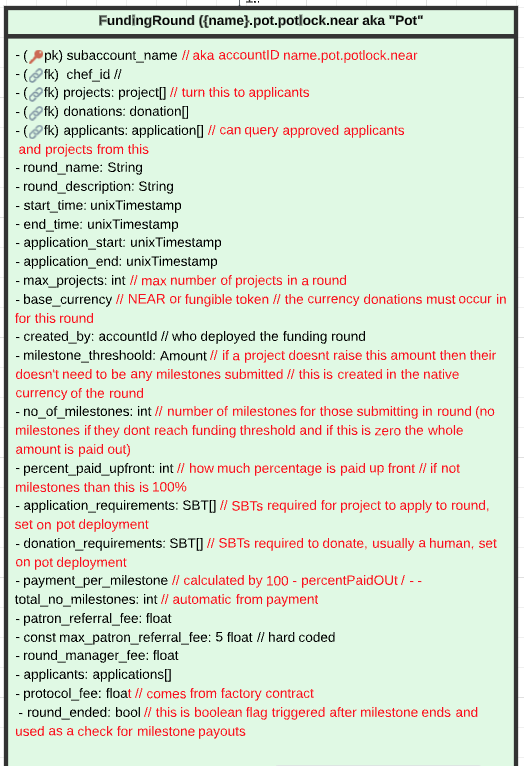 FundingRound ({name}.pot.potlock.near aka "Pot"
- (🔑pk) subaccount_name // aka accountID name.pot.potlock.near
- (🔗fk)  chef_id //
- (🔗fk) projects: project[] // turn this to applicants
- (🔗fk) donations: donation[]
- (🔗fk) applicants: application[] // can query approved applicants
and projects from this
- round_name: String
- round_description: String
- start_time: unixTimestamp
- end_time: unixTimestamp
- application_start: unixTimestamp
- application_end: unixTimestamp
- max_projects: int // max number of projects in a round
- base_currency // NEAR or fungible token // the currency donations must occur in
for this round
- created_by: accountId // who deployed the funding round
- milestone_threshoold: Amount // if a project doesnt raise this amount then their
doesn't need to be any milestones submitted // this is created in the native
currency of the round
- no_of_milestones: int // number of milestones for those submitting in round (no
milestones if they dont reach funding threshold and if this is zero the whole
amount is paid out)
- percent_paid_upfront: int // how much percentage is paid up front // if not
milestones than this is 100%
- application_requirements: SBT[] // SBTs required for project to apply to round,
set on pot deployment
- donation_requirements: SBT[] // SBTs required to donate, usually a human, set
on pot deployment
- payment_per_milestone // calculated by 100 - percentPaidOUt / - -
total_no_milestones: int // automatic from payment
- patron_referral_fee: float
- const max_patron_referral_fee: 5 float // hard coded
- round_manager_fee: float
- applicants: applications[]
- protocol_fee: float // comes from factory contract
- round_ended: bool // this is boolean flag triggered after milestone ends and
used as a check for milestone payouts